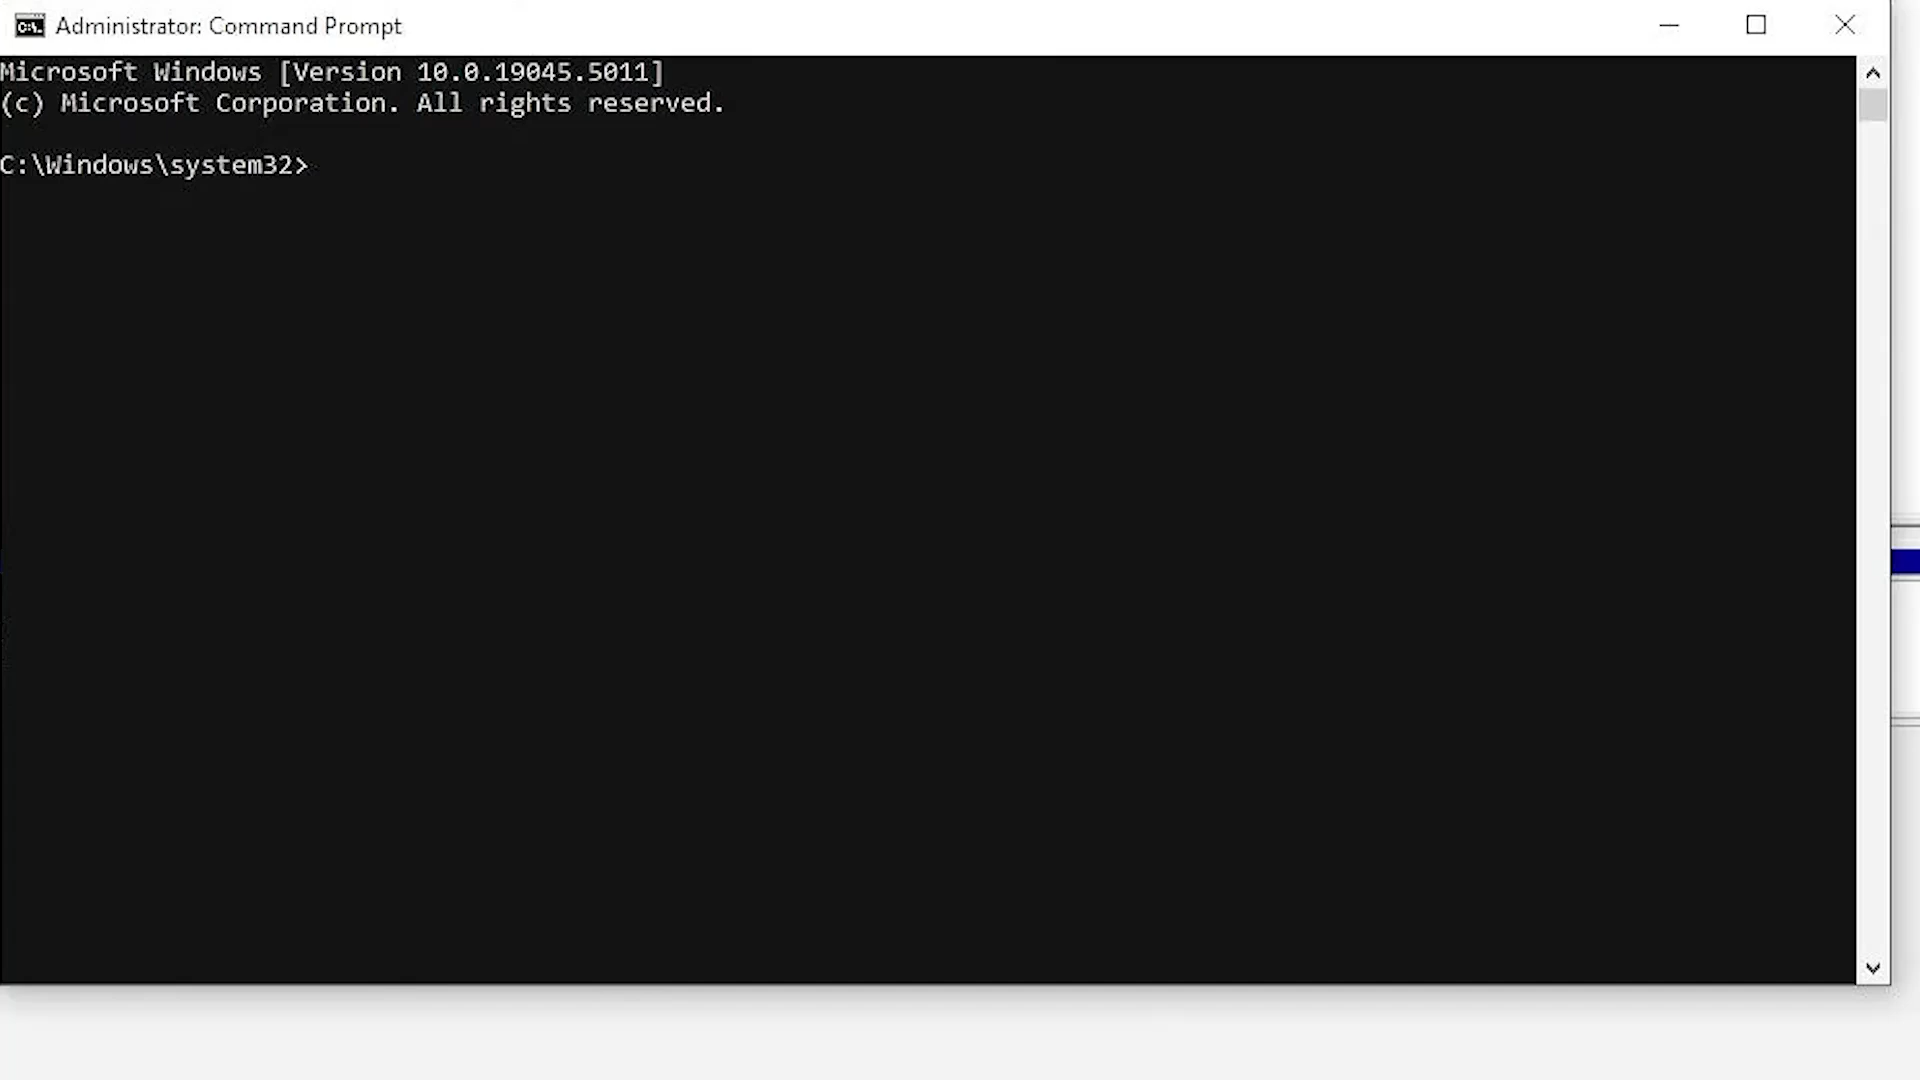 Administrator: Command Prompt
Microsoft Windows [Version 10.0.19045.5011]
(c) Microsoft Corporation. All rights reserved.
C:\Windows\system32>